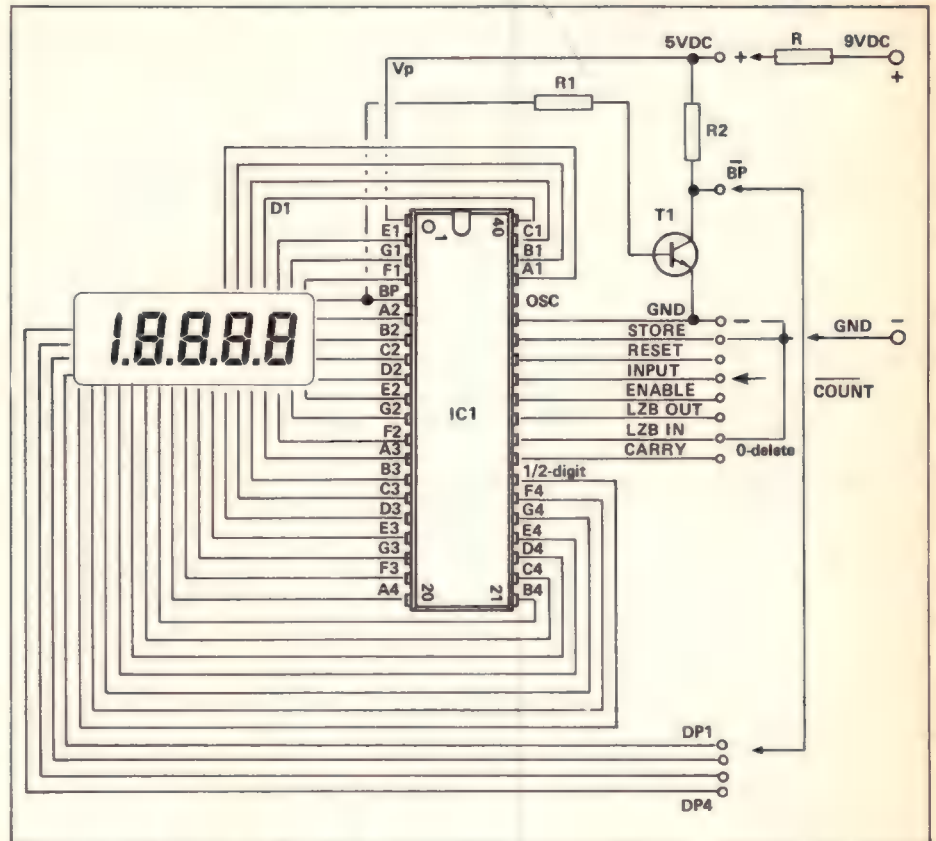 5VDC
+
R
9VDC
+
Vp
R1
R2
BP
T1
D1
1
40
E1
G1
F1
BP
A2
B2
C2
D2
E2
G2
F2
A3
B3
C3
D3
E3
G3
F3
A4
20
21
IC1
C1
B1
A1
OSC
GND
STORE
RESET
INPUT
ENABLE
LZB OUT
LZB IN
CARRY
1/2-digit
F4
G4
E4
D4
C4
B4
–
GND
–
COUNT
0-delete
1.8.8.8.8
DP1
DP4